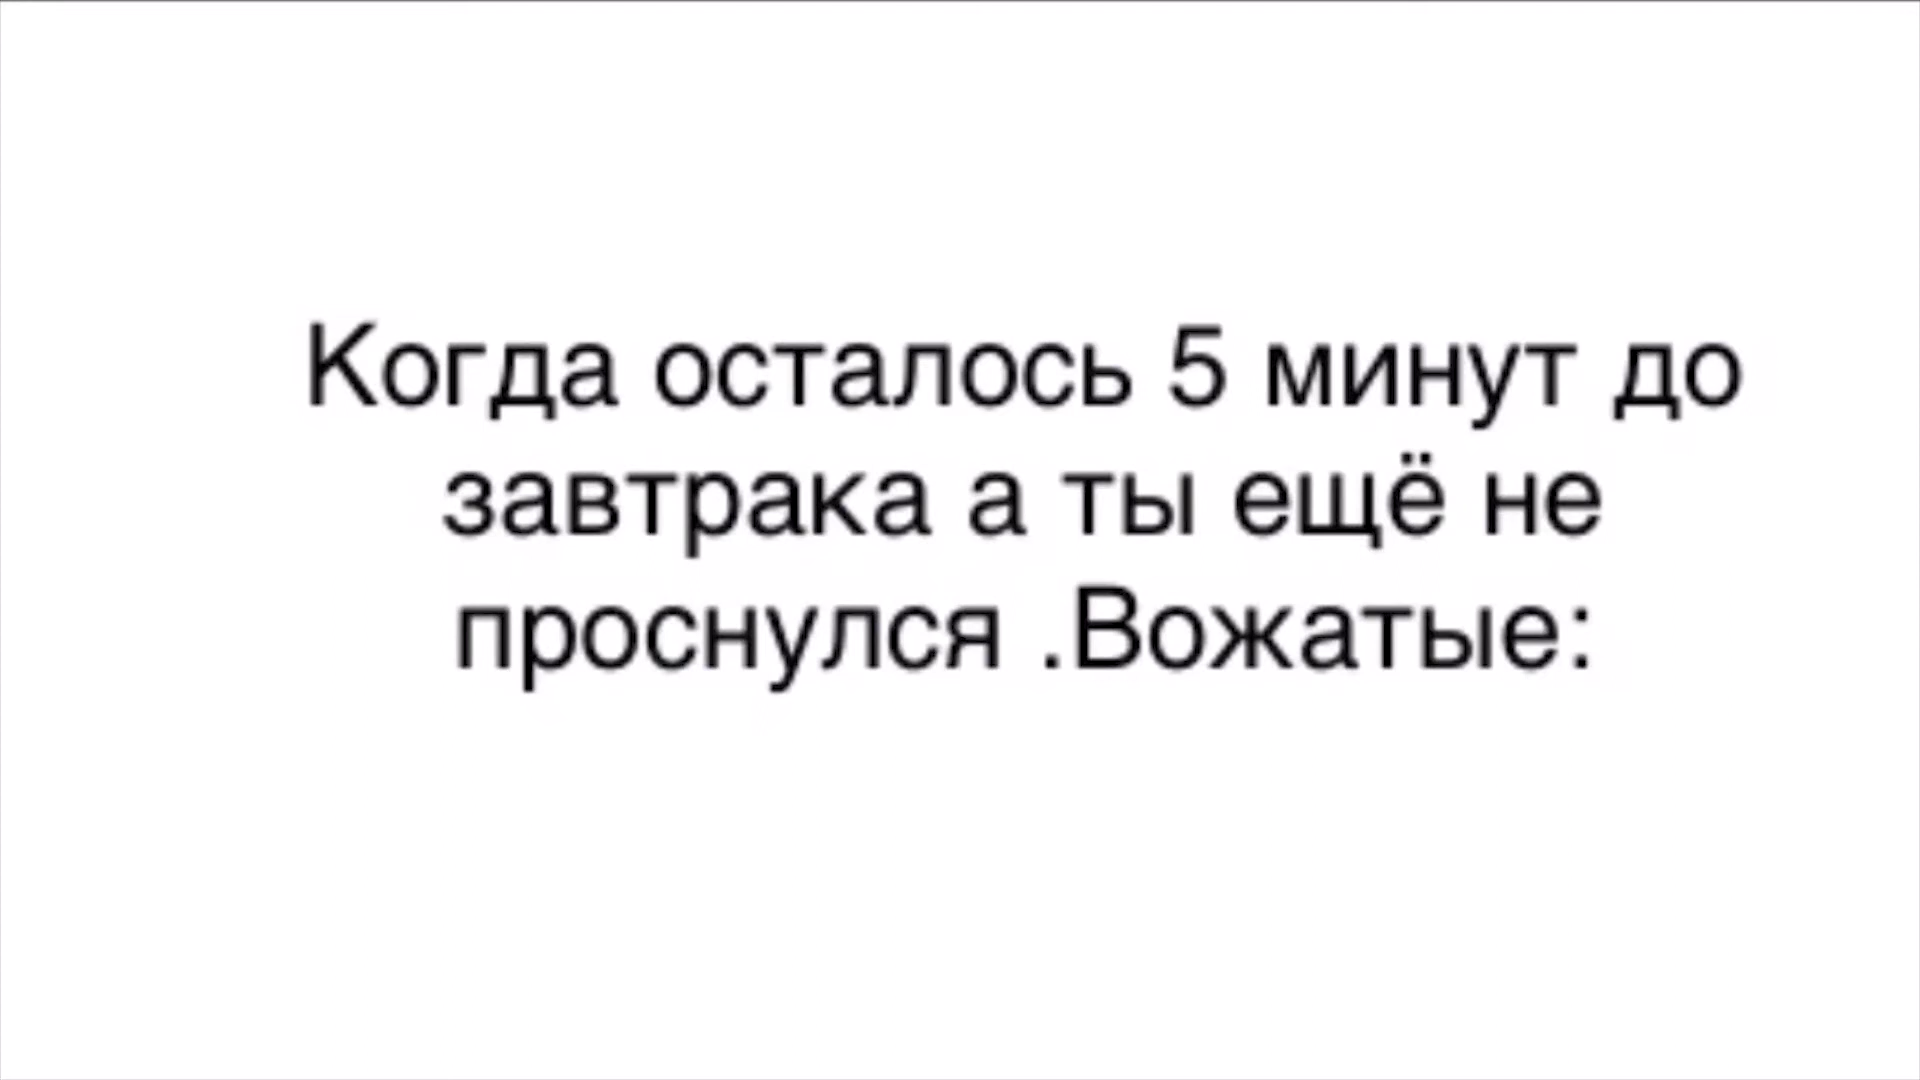 Когда осталось 5 минут до
завтрака а ты ещё не
проснулся .Вожатые: